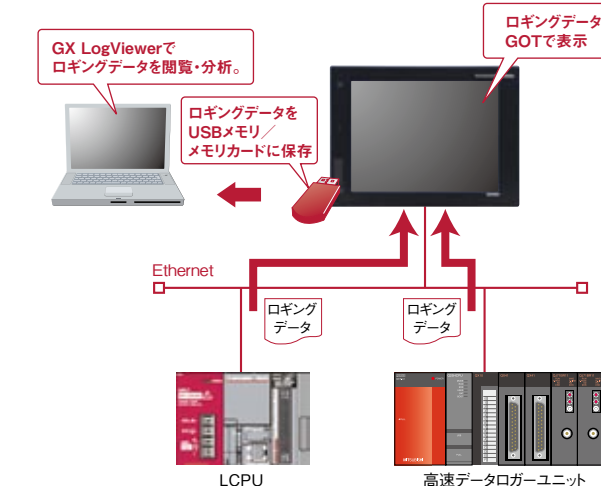 ロギングデータ
GOTで表示
GX LogViewerで
ロギングデータを閲覧・分析。
ロギングデータを
USBメモリ／
メモリカードに保存
Ethernet
ロギング
データ
ロギング
データ
LCPU
高速データロガーユニット